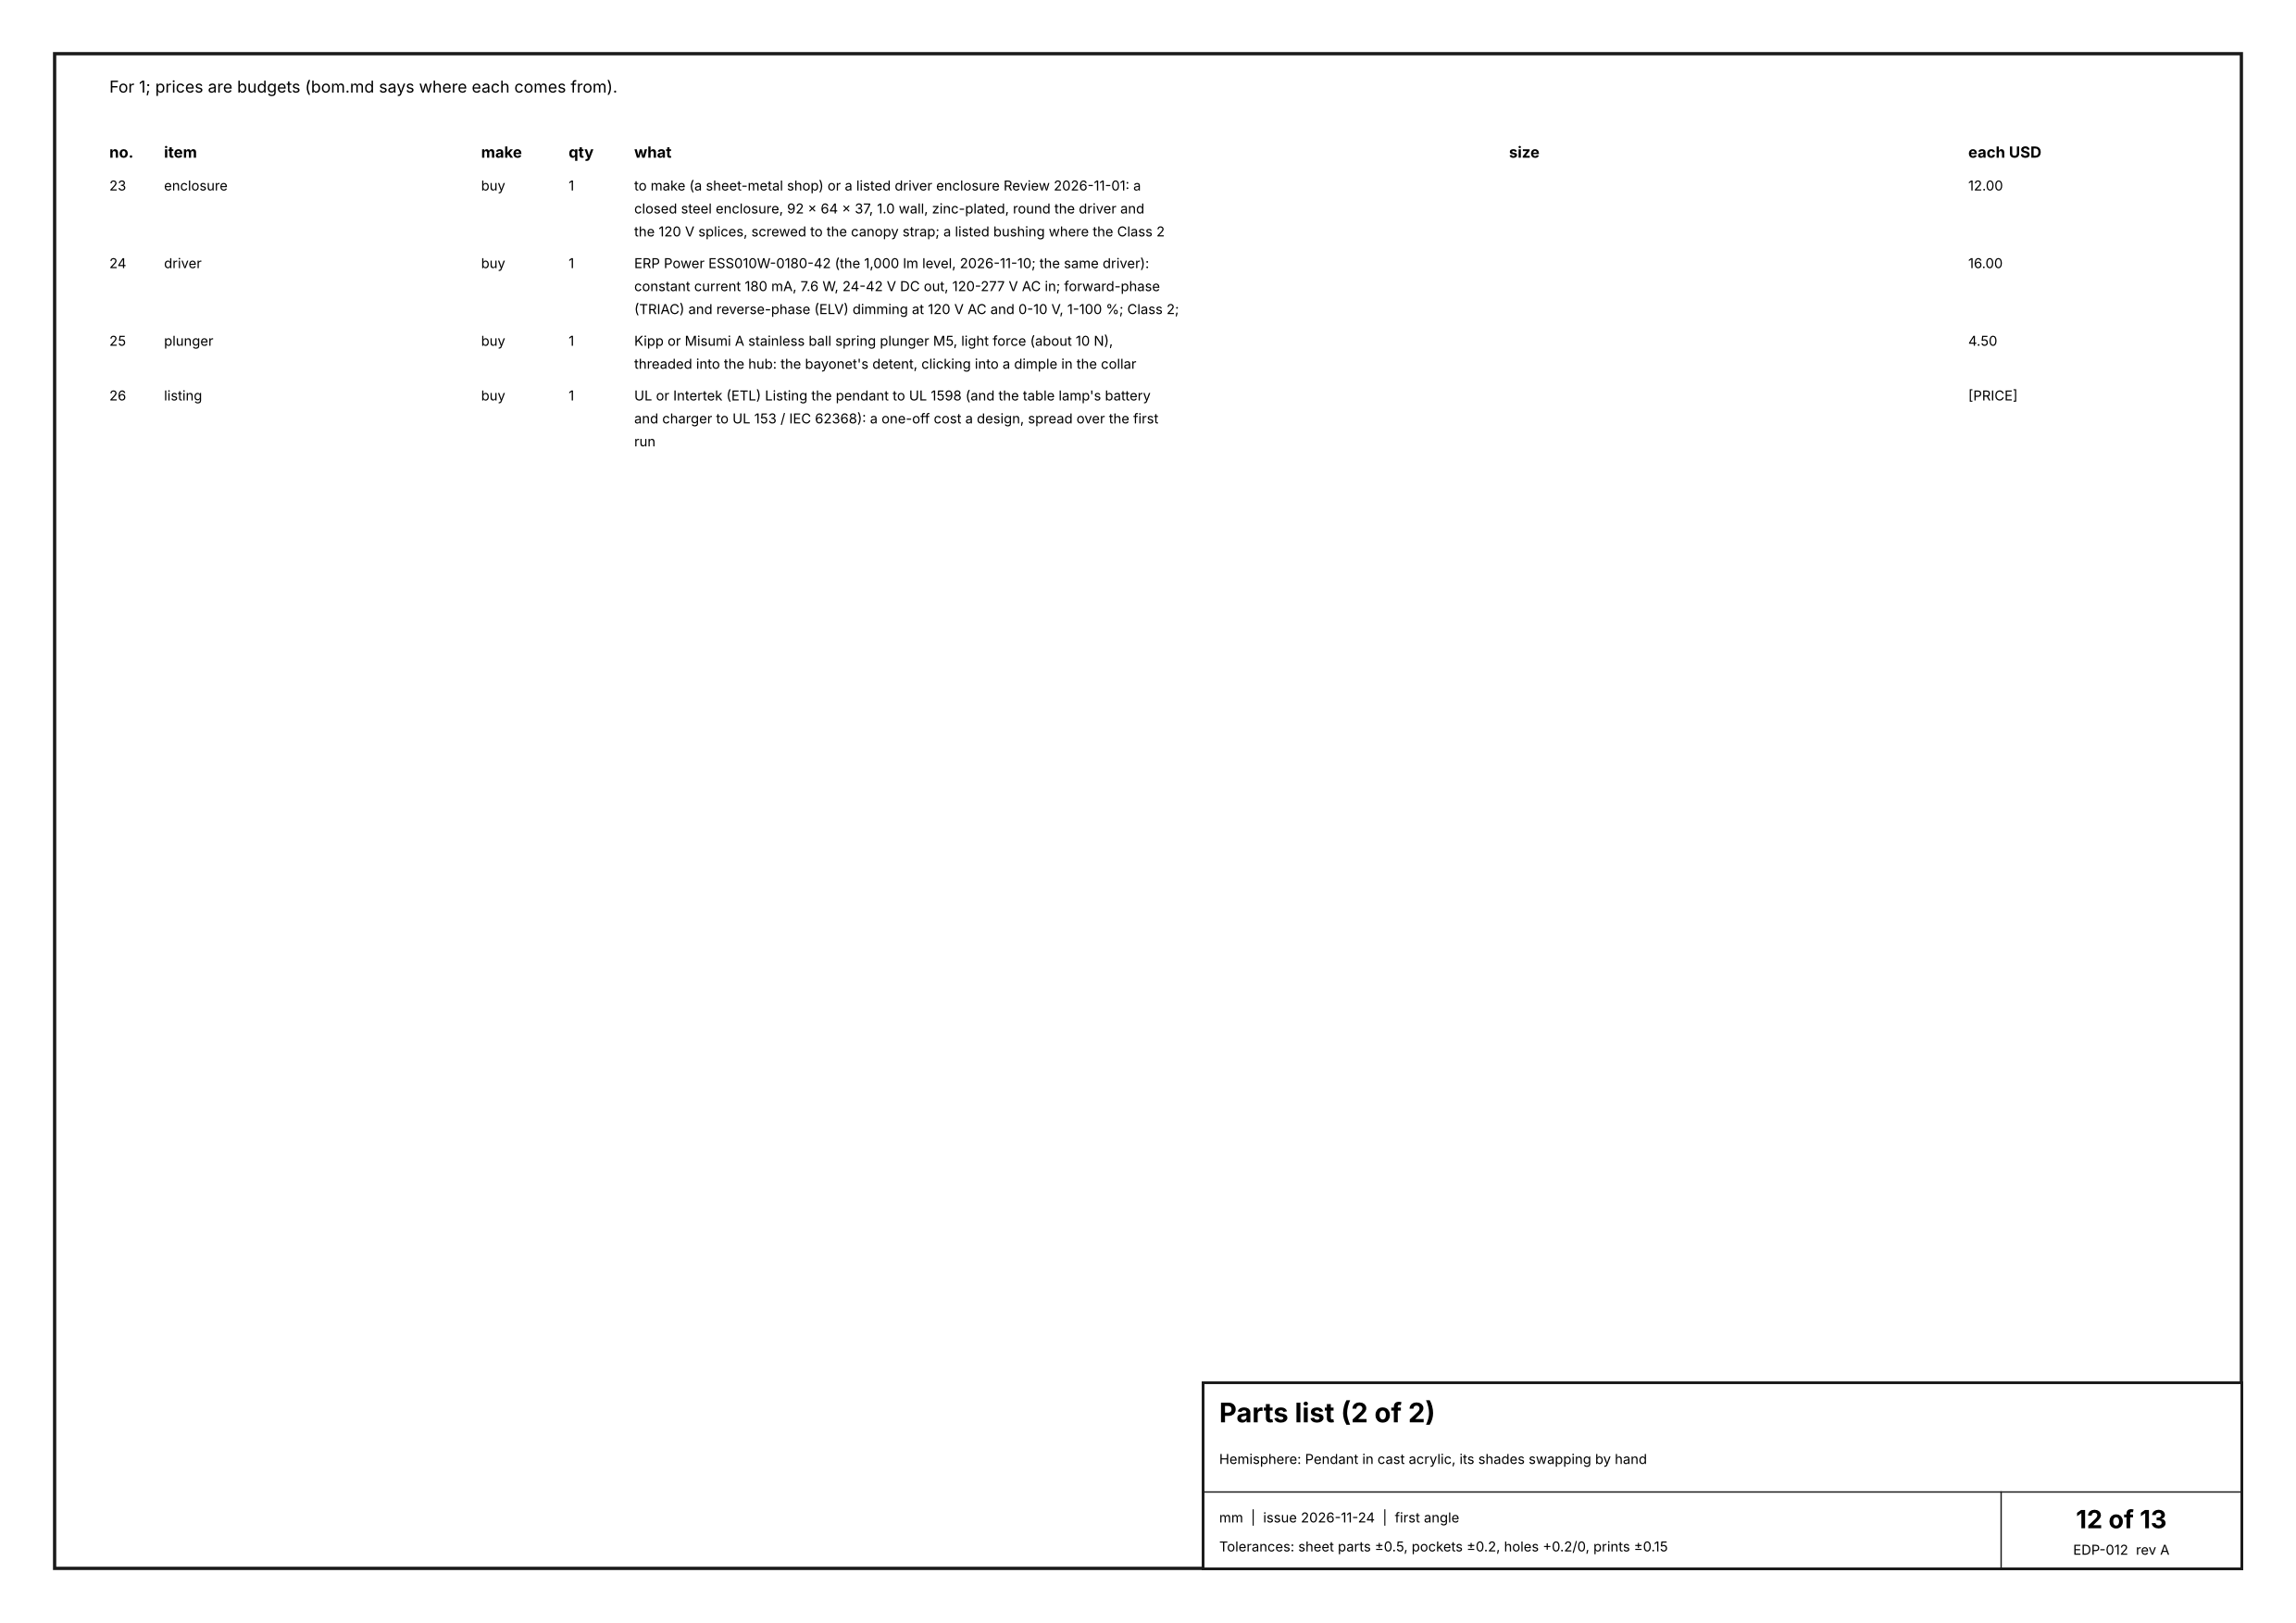 For 1; prices are budgets (bom.md says where each comes from).
no. item make qty what size each USD
23 enclosure buy 1 to make (a sheet-metal shop) or a listed driver enclosure Review 2026-11-01: a 12.00
closed steel enclosure, 92 × 64 × 37, 1.0 wall, zinc-plated, round the driver and
the 120 V splices, screwed to the canopy strap; a listed bushing where the Class 2
24 driver buy 1 ERP Power ESS010W-0180-42 (the 1,000 lm level, 2026-11-10; the same driver): 16.00
constant current 180 mA, 7.6 W, 24-42 V DC out, 120-277 V AC in; forward-phase
(TRIAC) and reverse-phase (ELV) dimming at 120 V AC and 0-10 V, 1-100 %; Class 2;
25 plunger buy 1 Kipp or Misumi A stainless ball spring plunger M5, light force (about 10 N), 4.50
threaded into the hub: the bayonet's detent, clicking into a dimple in the collar
26 listing buy 1 UL or Intertek (ETL) Listing the pendant to UL 1598 (and the table lamp's battery [PRICE]
and charger to UL 153 / IEC 62368): a one-off cost a design, spread over the first
run
Parts list (2 of 2)
Hemisphere: Pendant in cast acrylic, its shades swapping by hand
mm | issue 2026-11-24 | first angle
Tolerances: sheet parts ±0.5, pockets ±0.2, holes +0.2/0, prints ±0.15
12 of 13
EDP-012 rev A